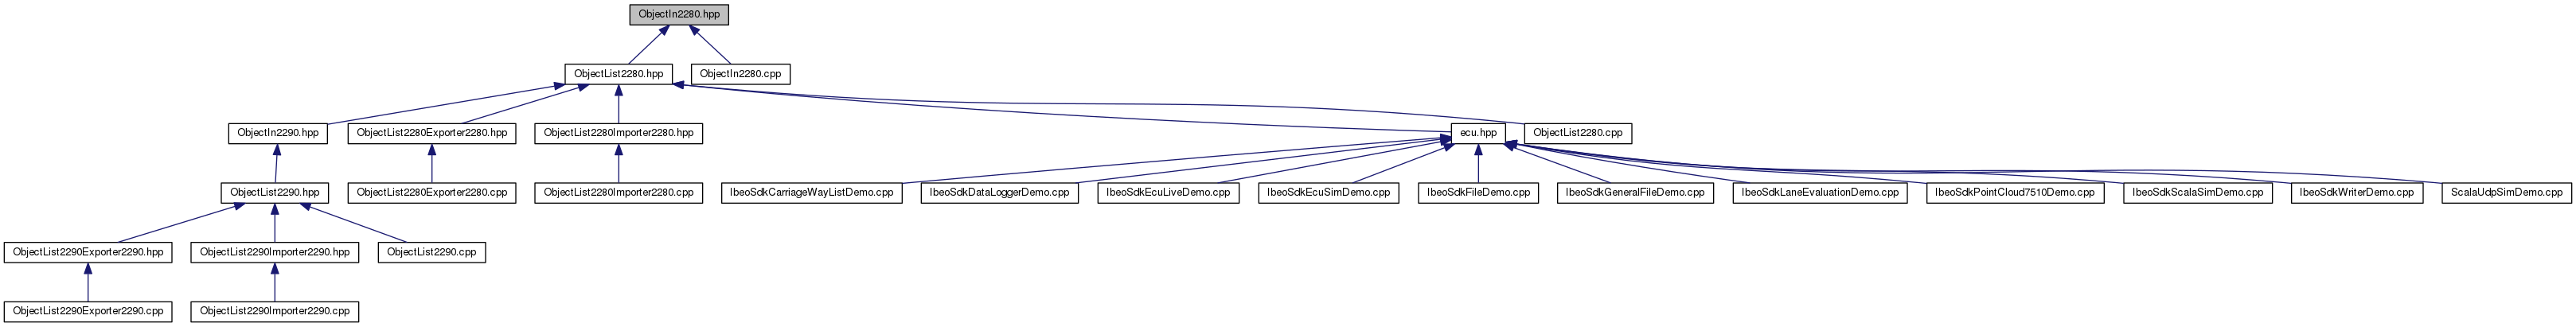 ObjectIn2280.hpp
ObjectList2280.hpp
ObjectIn2280.cpp
ObjectIn2290.hpp
ObjectList2280Exporter2280.hpp
ObjectList2280Importer2280.hpp
ecu.hpp
ObjectList2280.cpp
ObjectList2290.hpp
ObjectList2280Exporter2280.cpp
ObjectList2280Importer2280.cpp
IbeoSdkCarriageWayListDemo.cpp
IbeoSdkDataLoggerDemo.cpp
IbeoSdkEcuLiveDemo.cpp
IbeoSdkEcuSimDemo.cpp
IbeoSdkFileDemo.cpp
IbeoSdkGeneralFileDemo.cpp
IbeoSdkLaneEvaluationDemo.cpp
IbeoSdkPointCloud7510Demo.cpp
IbeoSdkScalaSimDemo.cpp
IbeoSdkWriterDemo.cpp
ScalaUdpSimDemo.cpp
ObjectList2290Exporter2290.hpp
ObjectList2290Importer2290.hpp
ObjectList2290.cpp
ObjectList2290Exporter2290.cpp
ObjectList2290Importer2290.cpp